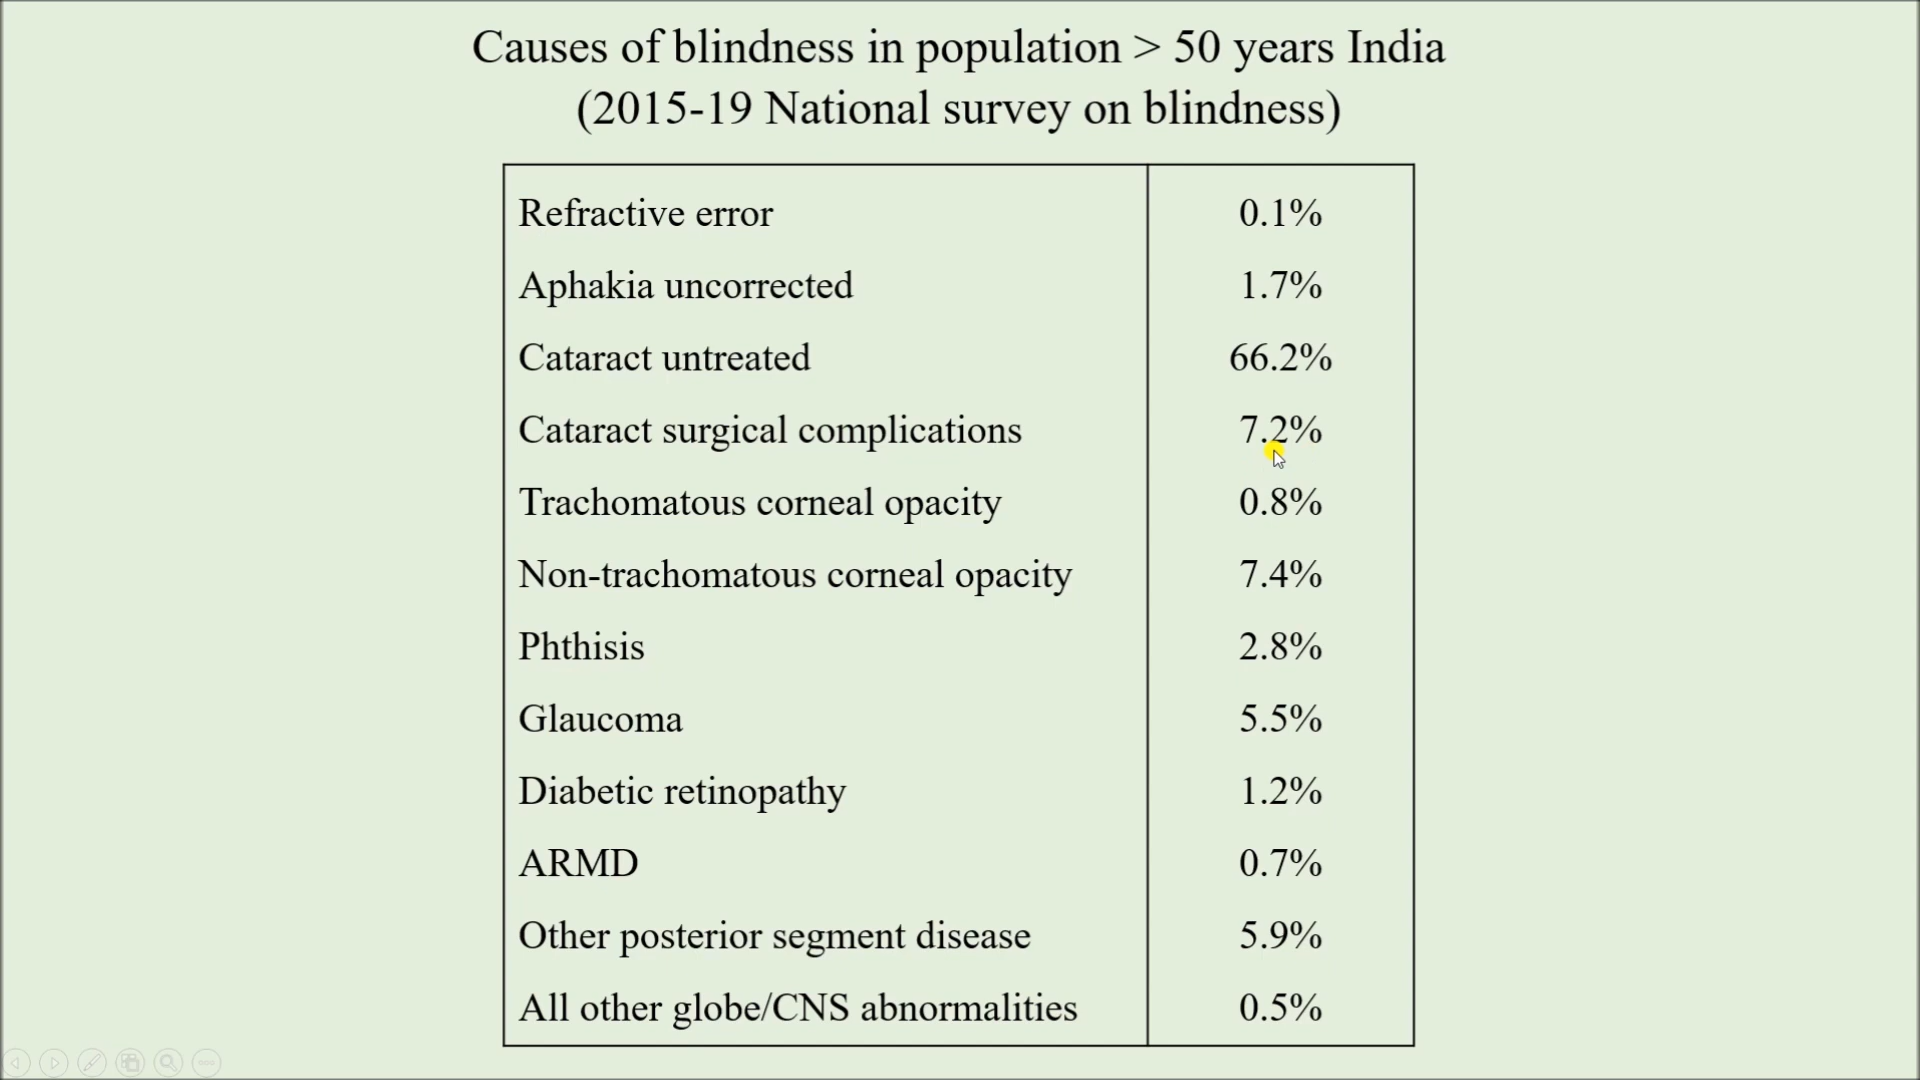 Causes of blindness in population > 50 years India
(2015-19 National survey on blindness)
Refractive error 0.1%
Aphakia uncorrected 1.7%
Cataract untreated 66.2%
Cataract surgical complications 7.2%
Trachomatous corneal opacity 0.8%
Non-trachomatous corneal opacity 7.4%
Phthisis 2.8%
Glaucoma 5.5%
Diabetic retinopathy 1.2%
ARMD 0.7%
Other posterior segment disease 5.9%
All other globe/CNS abnormalities 0.5%